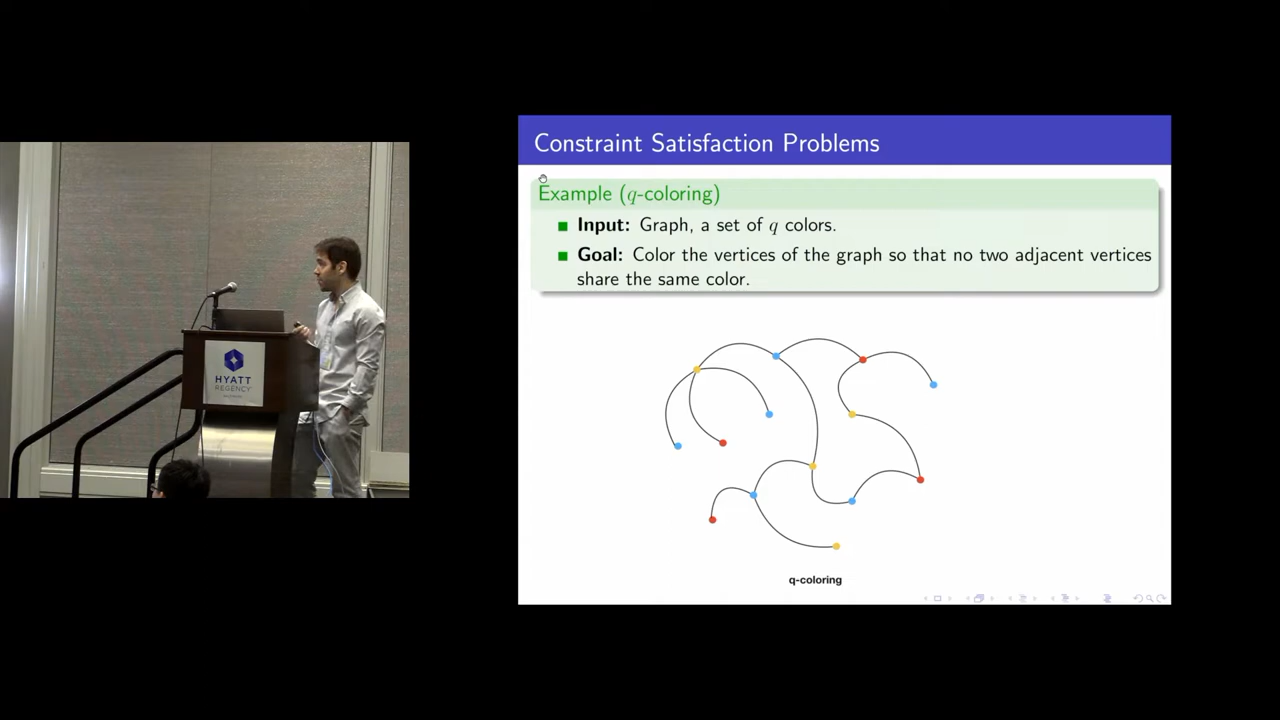 Constraint Satisfaction Problems
Example (q-coloring)
Input: Graph, a set of q colors.
Goal: Color the vertices of the graph so that no two adjacent vertices
share the same color.
q-coloring
HYATT
REGENCY